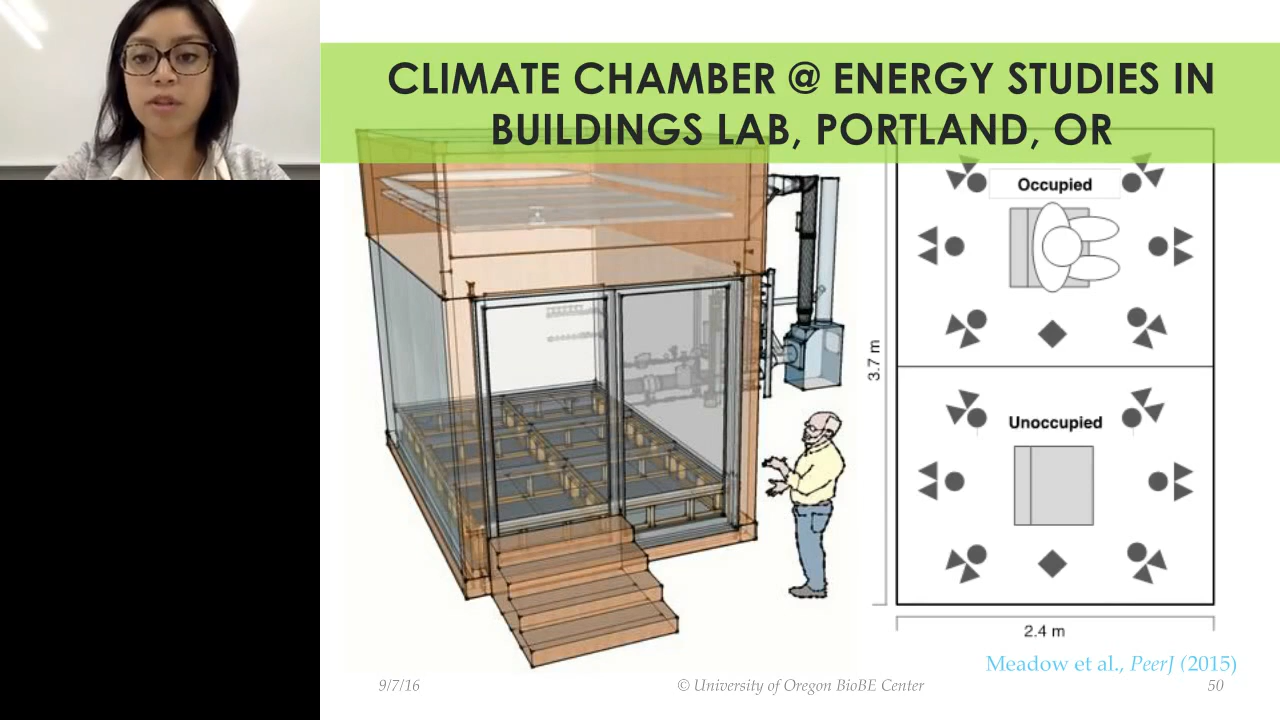 CLIMATE CHAMBER @ ENERGY STUDIES IN
BUILDINGS LAB, PORTLAND, OR
Occupied
3.7 m
Unoccupied
2.4 m
Meadow et al., PeerJ (2015)
9/7/16
© University of Oregon BioBE Center
50